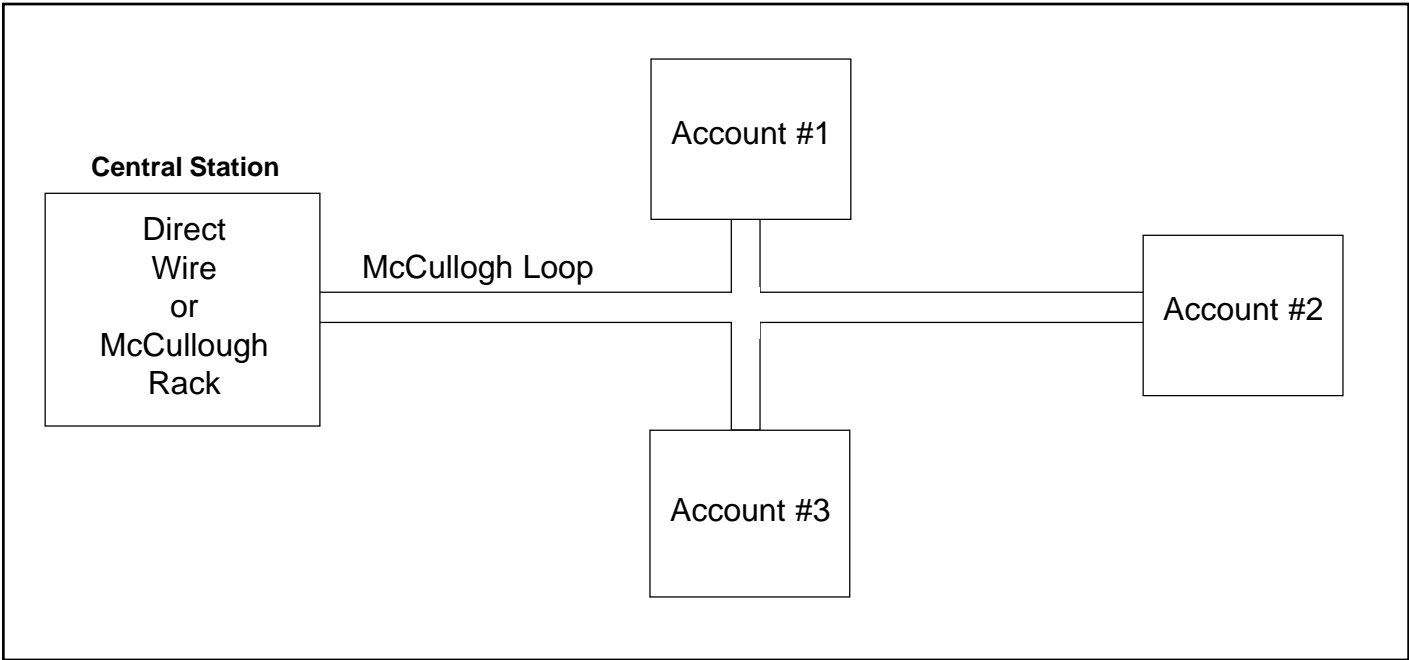 Account #1
Central Station
Direct
Wire
or
McCullough
Rack
McCullogh Loop
Account #2
Account #3